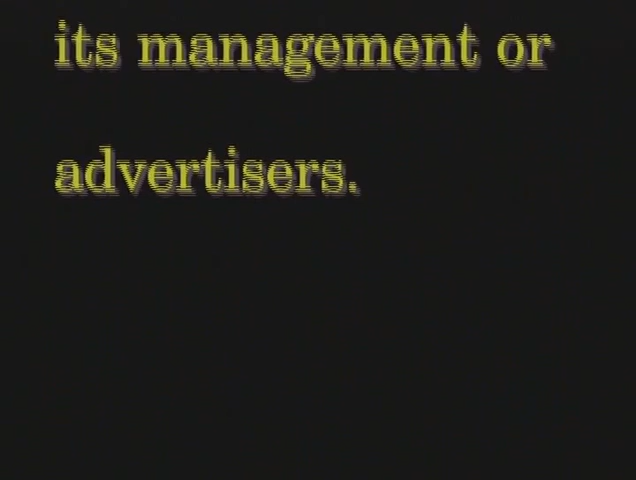 its management or
advertisers.